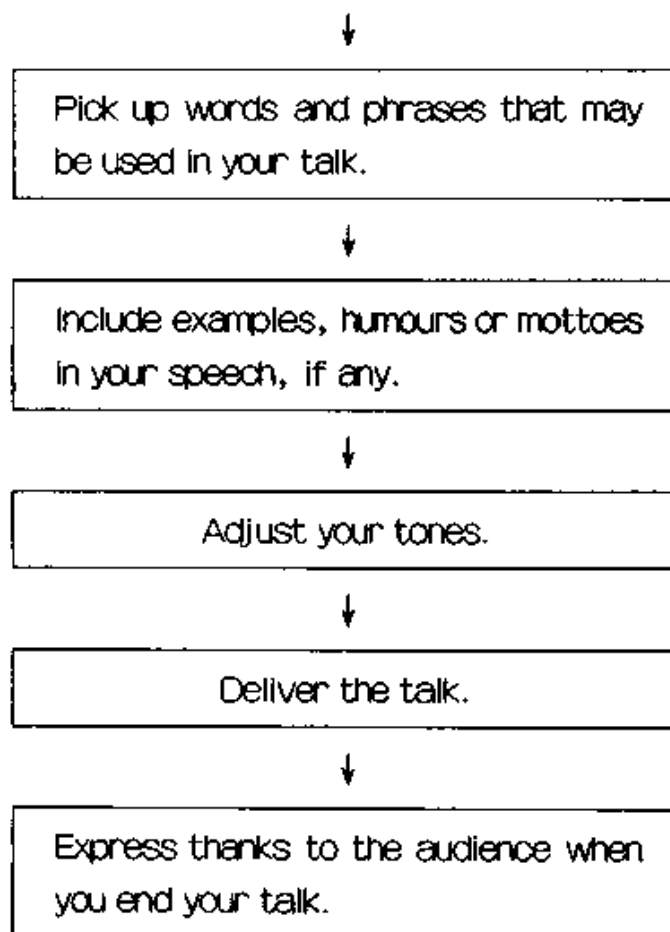 Pick up words and phrases that may
be used in your talk.
Include examples, humours or mottoes
in your speech, if any.
Adjust your tones.
Deliver the talk.
Express thanks to the audience when
you end your talk.